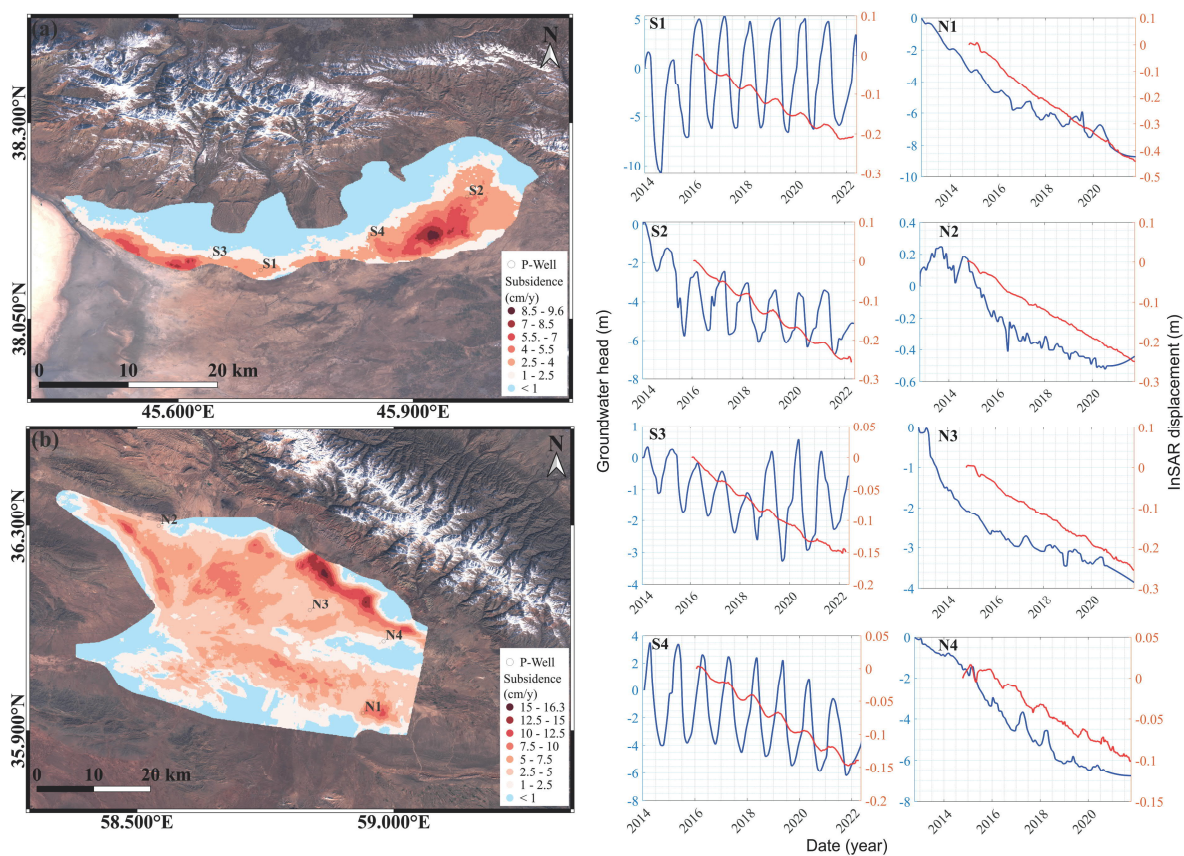 (a)
N
38.300°N
38.050°N
S2
S4
S3
S1
P-Well
Subsidence
(cm/y)
8.5 - 9.6
7 - 8.5
5.5 - 7
4 - 5.5
2.5 - 4
1 - 2.5
< 1
0 10 20 km
45.600°E 45.900°E
(b)
N
36.300°N
35.900°N
N2
N3
N4
N1
P-Well
Subsidence
(cm/y)
15 - 16.3
12.5 - 15
10 - 12.5
7.5 - 10
5 - 7.5
2.5 - 5
1 - 2.5
< 1
0 10 20 km
58.500°E 59.000°E
Groundwater head (m)
S1
5
0
-5
-10
0.1
0
-0.1
-0.2
-0.3
2014 2016 2018 2020 2022
N1
0
-2
-4
-6
-8
-10
0.1
0
-0.1
-0.2
-0.3
-0.4
-0.5
2014 2016 2018 2020
S2
0
-2
-4
-6
-8
0.1
0
-0.1
-0.2
-0.3
2014 2016 2018 2020 2022
N2
0.4
0.2
0
-0.2
-0.4
-0.6
0.1
0
-0.1
-0.2
-0.3
2014 2016 2018 2020
S3
1
0
-1
-2
-3
-4
0.05
0
-0.05
-0.1
-0.15
-0.2
2014 2016 2018 2020 2022
N3
0
-1
-2
-3
-4
0.1
0
-0.1
-0.2
-0.3
2014 2016 2018 2020
S4
4
2
0
-2
-4
-6
-8
0.05
0
-0.05
-0.1
-0.15
-0.2
2014 2016 2018 2020 2022
N4
0
-2
-4
-6
-8
0.05
0
-0.05
-0.1
-0.15
2014 2016 2018 2020
InSAR displacement (m)
Date (year)